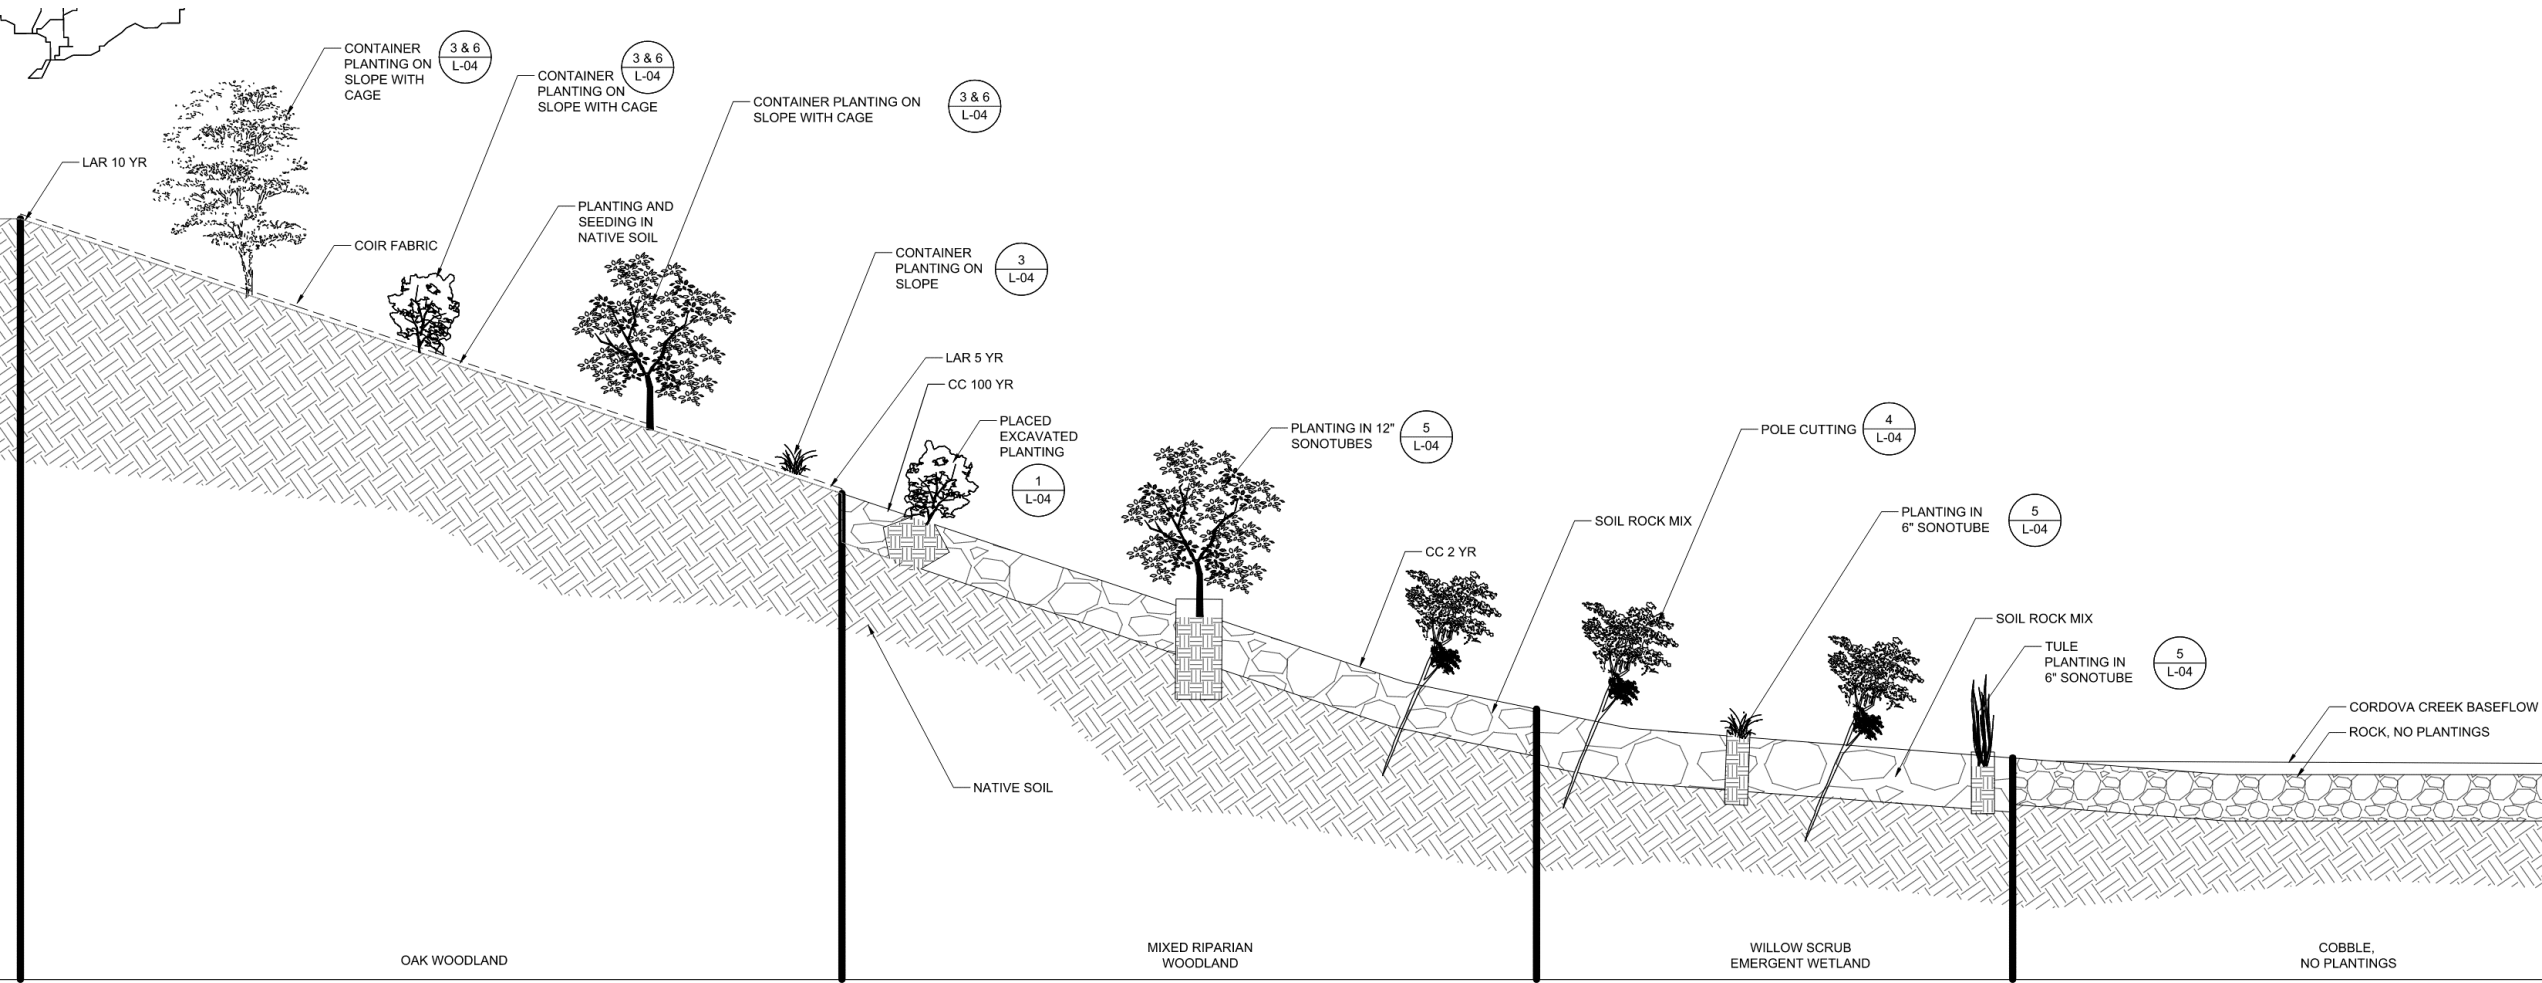 CONTAINER
PLANTING ON
SLOPE WITH
CAGE
3 & 6
L-04
CONTAINER
PLANTING ON
SLOPE WITH CAGE
3 & 6
L-04
CONTAINER PLANTING ON
SLOPE WITH CAGE
3 & 6
L-04
LAR 10 YR
COIR FABRIC
PLANTING AND
SEEDING IN
NATIVE SOIL
CONTAINER
PLANTING ON
SLOPE
3
L-04
LAR 5 YR
CC 100 YR
PLACED
EXCAVATED
PLANTING
1
L-04
PLANTING IN 12"
SONOTUBES
5
L-04
POLE CUTTING
4
L-04
SOIL ROCK MIX
CC 2 YR
PLANTING IN
6" SONOTUBE
5
L-04
SOIL ROCK MIX
TULE
PLANTING IN
6" SONOTUBE
5
L-04
CORDOVA CREEK BASEFLOW
ROCK, NO PLANTINGS
NATIVE SOIL
OAK WOODLAND
MIXED RIPARIAN
WOODLAND
WILLOW SCRUB
EMERGENT WETLAND
COBBLE,
NO PLANTINGS